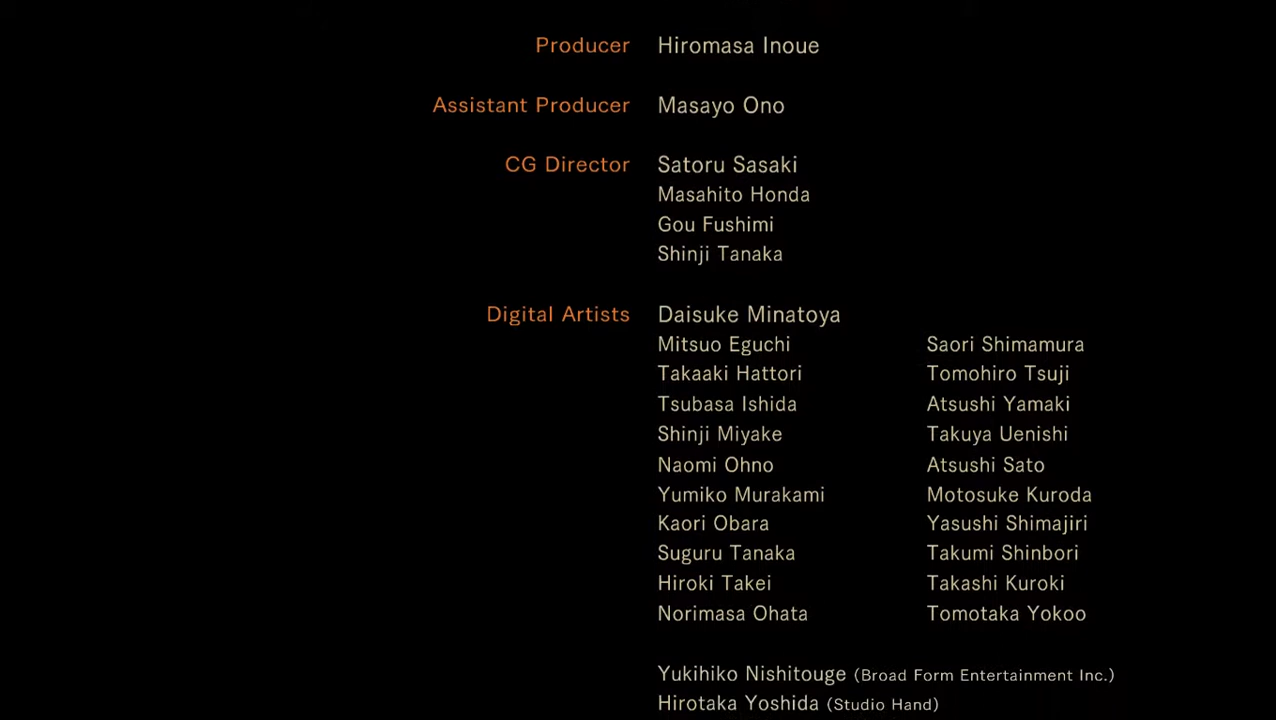 Producer Hiromasa Inoue
Assistant Producer Masayo Ono
CG Director Satoru Sasaki
Masahito Honda
Gou Fushimi
Shinji Tanaka
Digital Artists Daisuke Minatoya
Mitsuo Eguchi Saori Shimamura
Takaaki Hattori Tomohiro Tsuji
Tsubasa Ishida Atsushi Yamaki
Shinji Miyake Takuya Uenishi
Naomi Ohno Atsushi Sato
Yumiko Murakami Motosuke Kuroda
Kaori Obara Yasushi Shimajiri
Suguru Tanaka Takumi Shinbori
Hiroki Takei Takashi Kuroki
Norimasa Ohata Tomotaka Yokoo
Yukihiko Nishitouge (Broad Form Entertainment Inc.)
Hirotaka Yoshida (Studio Hand)